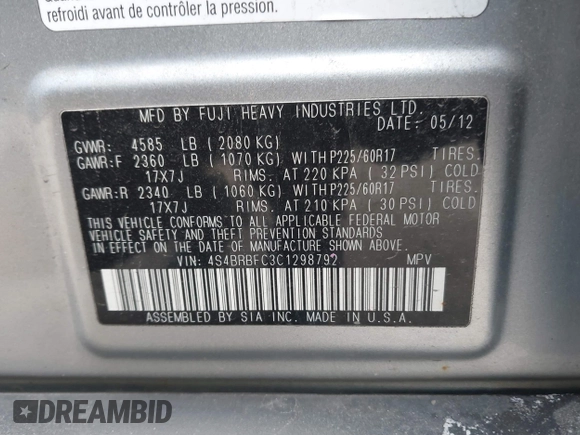 refroidi avant de contrôler la pression.
MFD BY FUJI HEAVY INDUSTRIES LTD.
DATE: 05/12
GVWR: 4585 LB (2080 KG)
GAWR:F 2360 LB (1070 KG) WITH P225/60R17 TIRES.
17X7J RIMS. AT 220 KPA (32 PSI) COLD
GAWR:R 2340 LB (1060 KG) WITH P225/60R17 TIRES.
17X7J RIMS. AT 210 KPA (30 PSI) COLD
THIS VEHICLE CONFORMS TO ALL APPLICABLE FEDERAL MOTOR
VEHICLE SAFETY AND THEFT PREVENTION STANDARDS
IN EFFECT ON THE DATE OF MANUFACTURE SHOWN ABOVE.
VIN: 4S4BRBFC3C1298792 MPV
ASSEMBLED BY SIA INC. MADE IN U.S.A.
DREAMBID